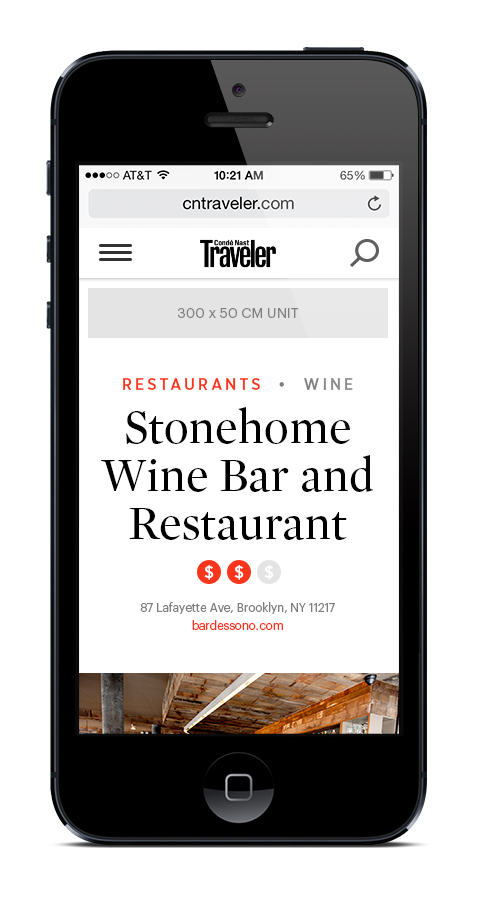 AT&T 10:21 AM 65%
cntraveler.com
Condé Nast
Traveler
300 x 50 CM UNIT
RESTAURANTS • WINE
Stonehome
Wine Bar and
Restaurant
$ $ $
87 Lafayette Ave, Brooklyn, NY 11217
bardessono.com